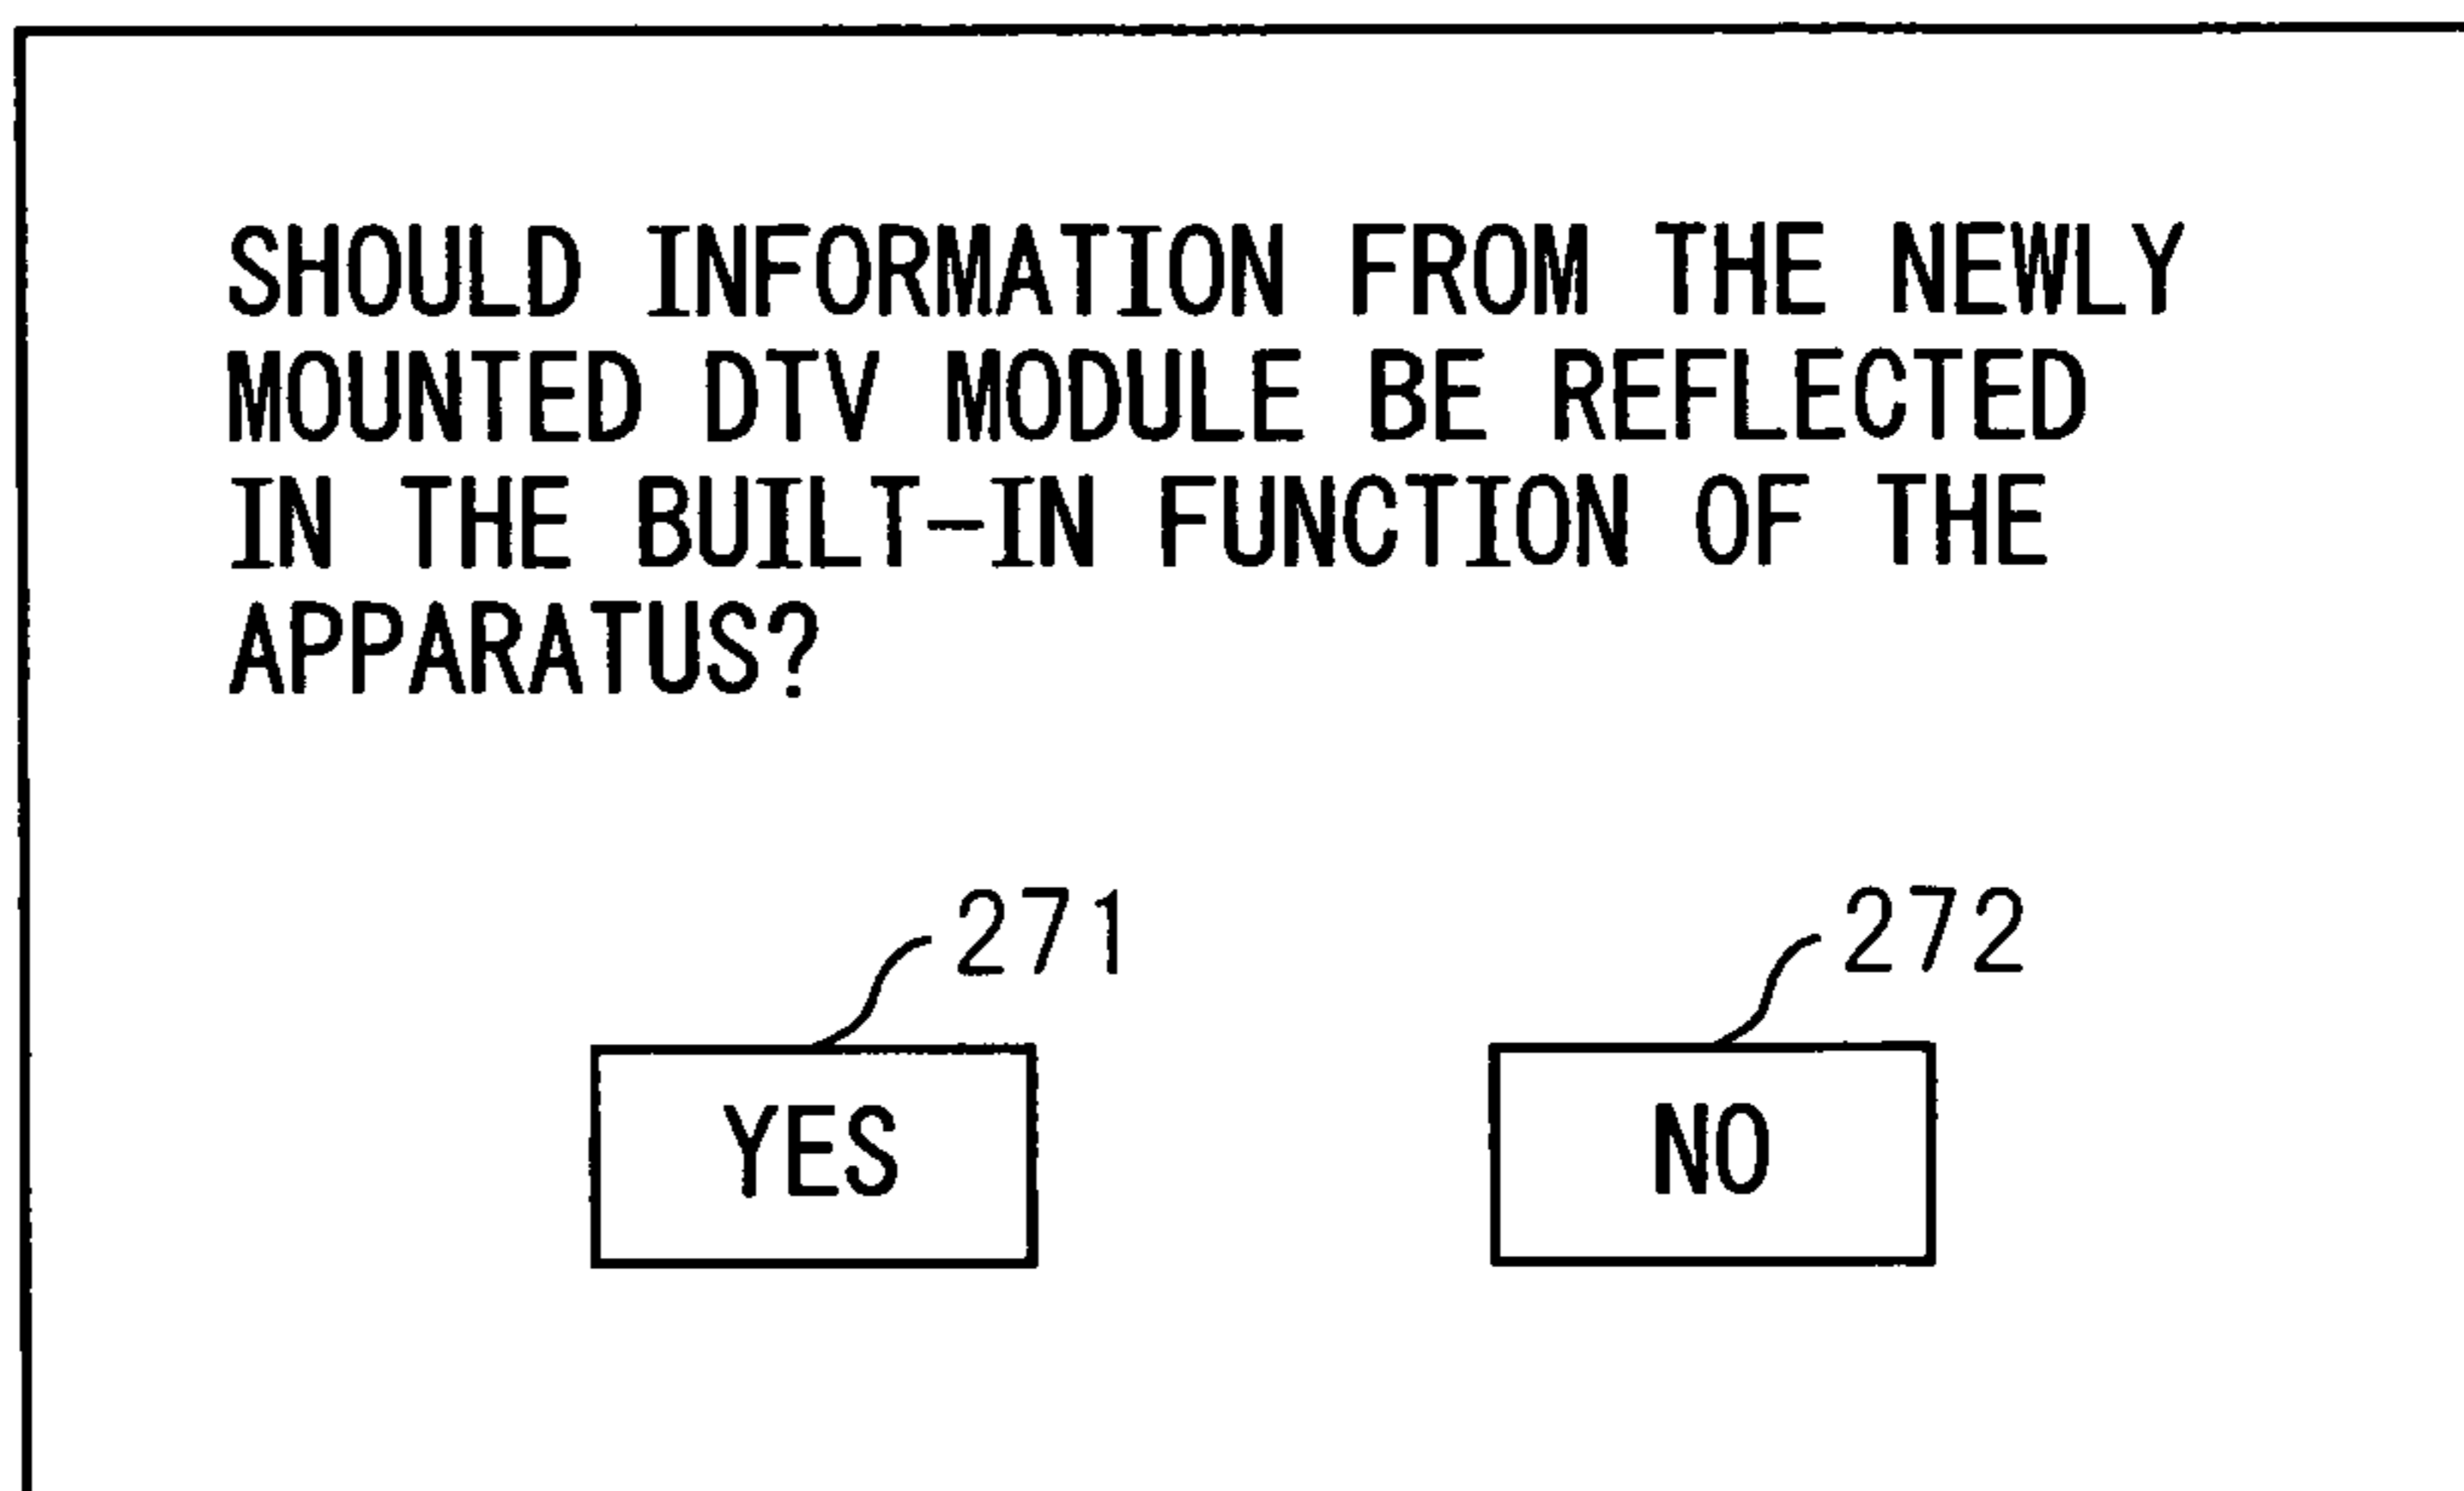 SHOULD INFORMATION FROM THE NEWLY
MOUNTED DTV MODULE BE REFLECTED
IN THE BUILT-IN FUNCTION OF THE
APPARATUS?
271 272
YES NO